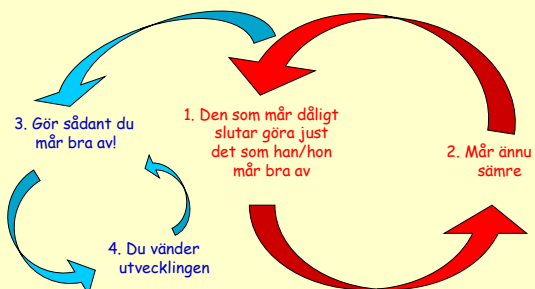 1. Den som mår dåligt
slutar göra just
det som han/hon
mår bra av
2. Mår ännu
sämre
3. Gör sådant du
mår bra av!
4. Du vänder
utvecklingen